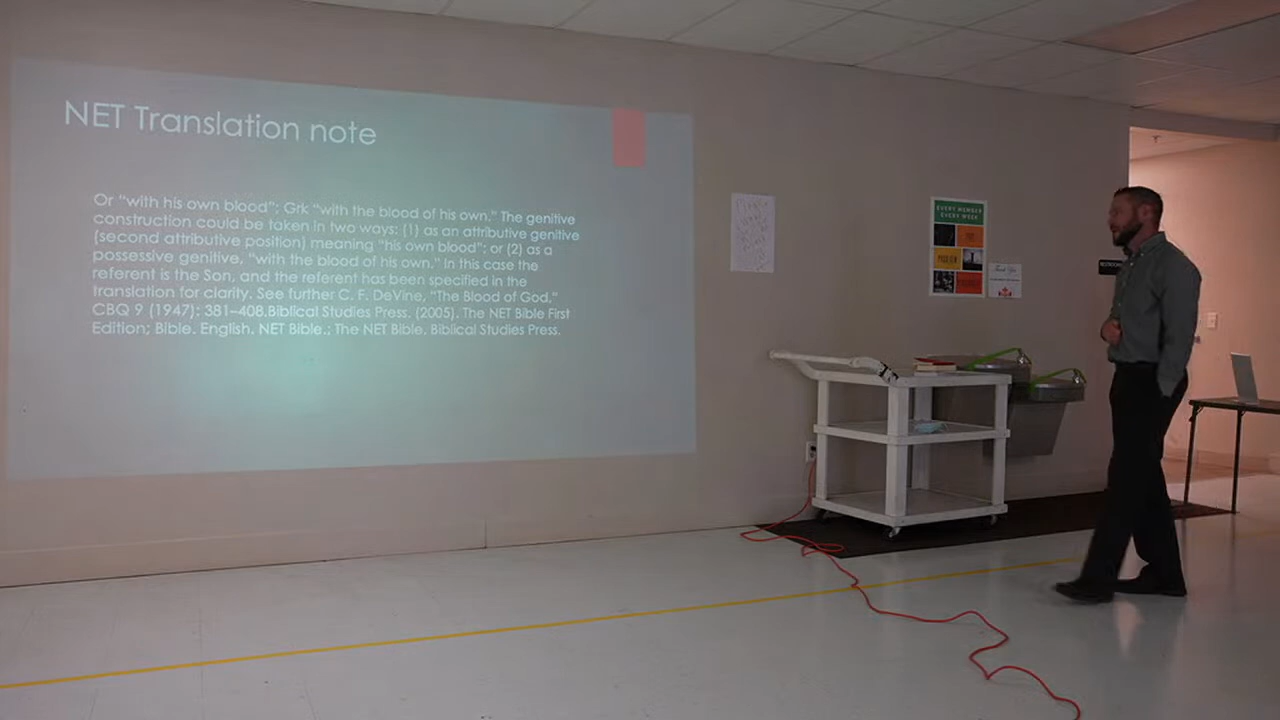 NET Translation note
Or “with his own blood”; Grk “with the blood of his own.” The genitive
construction could be taken in two ways: (1) as an attributive genitive
(second attributive position) meaning “his own blood”; or (2) as a
possessive genitive, “with the blood of his own.” In this case the
referent is the Son, and the referent has been specified in the
translation for clarity. See further C. F. DeVine, “The Blood of God,”
CBQ 9 (1947): 381–408.Biblical Studies Press. (2005). The NET Bible First
Edition; Bible. English. NET Bible.; The NET Bible. Biblical Studies Press.
EVERY MEMBER
EVERY WEEK
Thank You